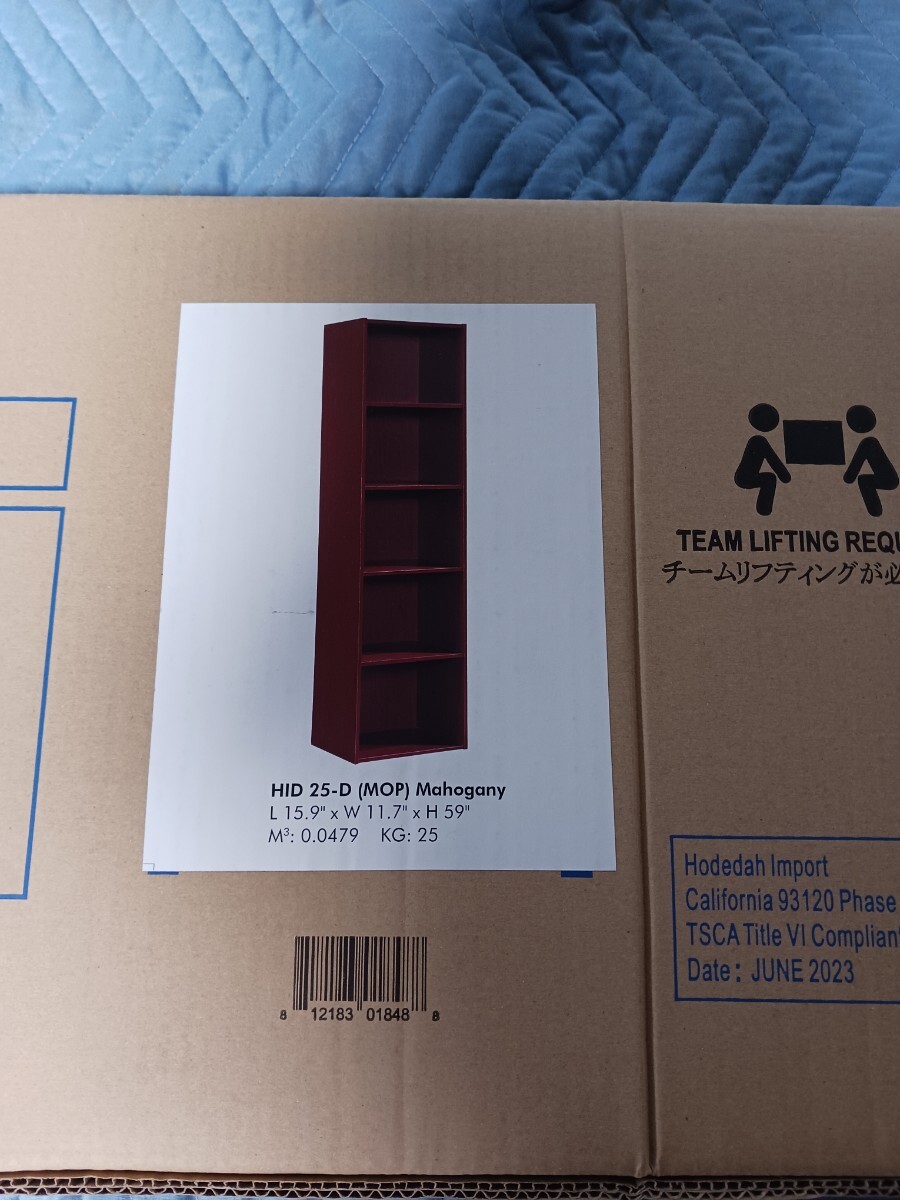 HID 25-D (MOP) Mahogany
L 15.9" x W 11.7" x H 59"
M³: 0.0479 KG: 25
8 12183 01848 8
TEAM LIFTING
チームリフティングが
Hodedah Import
California 93120 Phase
TSCA Title VI Compliant
Date: JUNE 2023